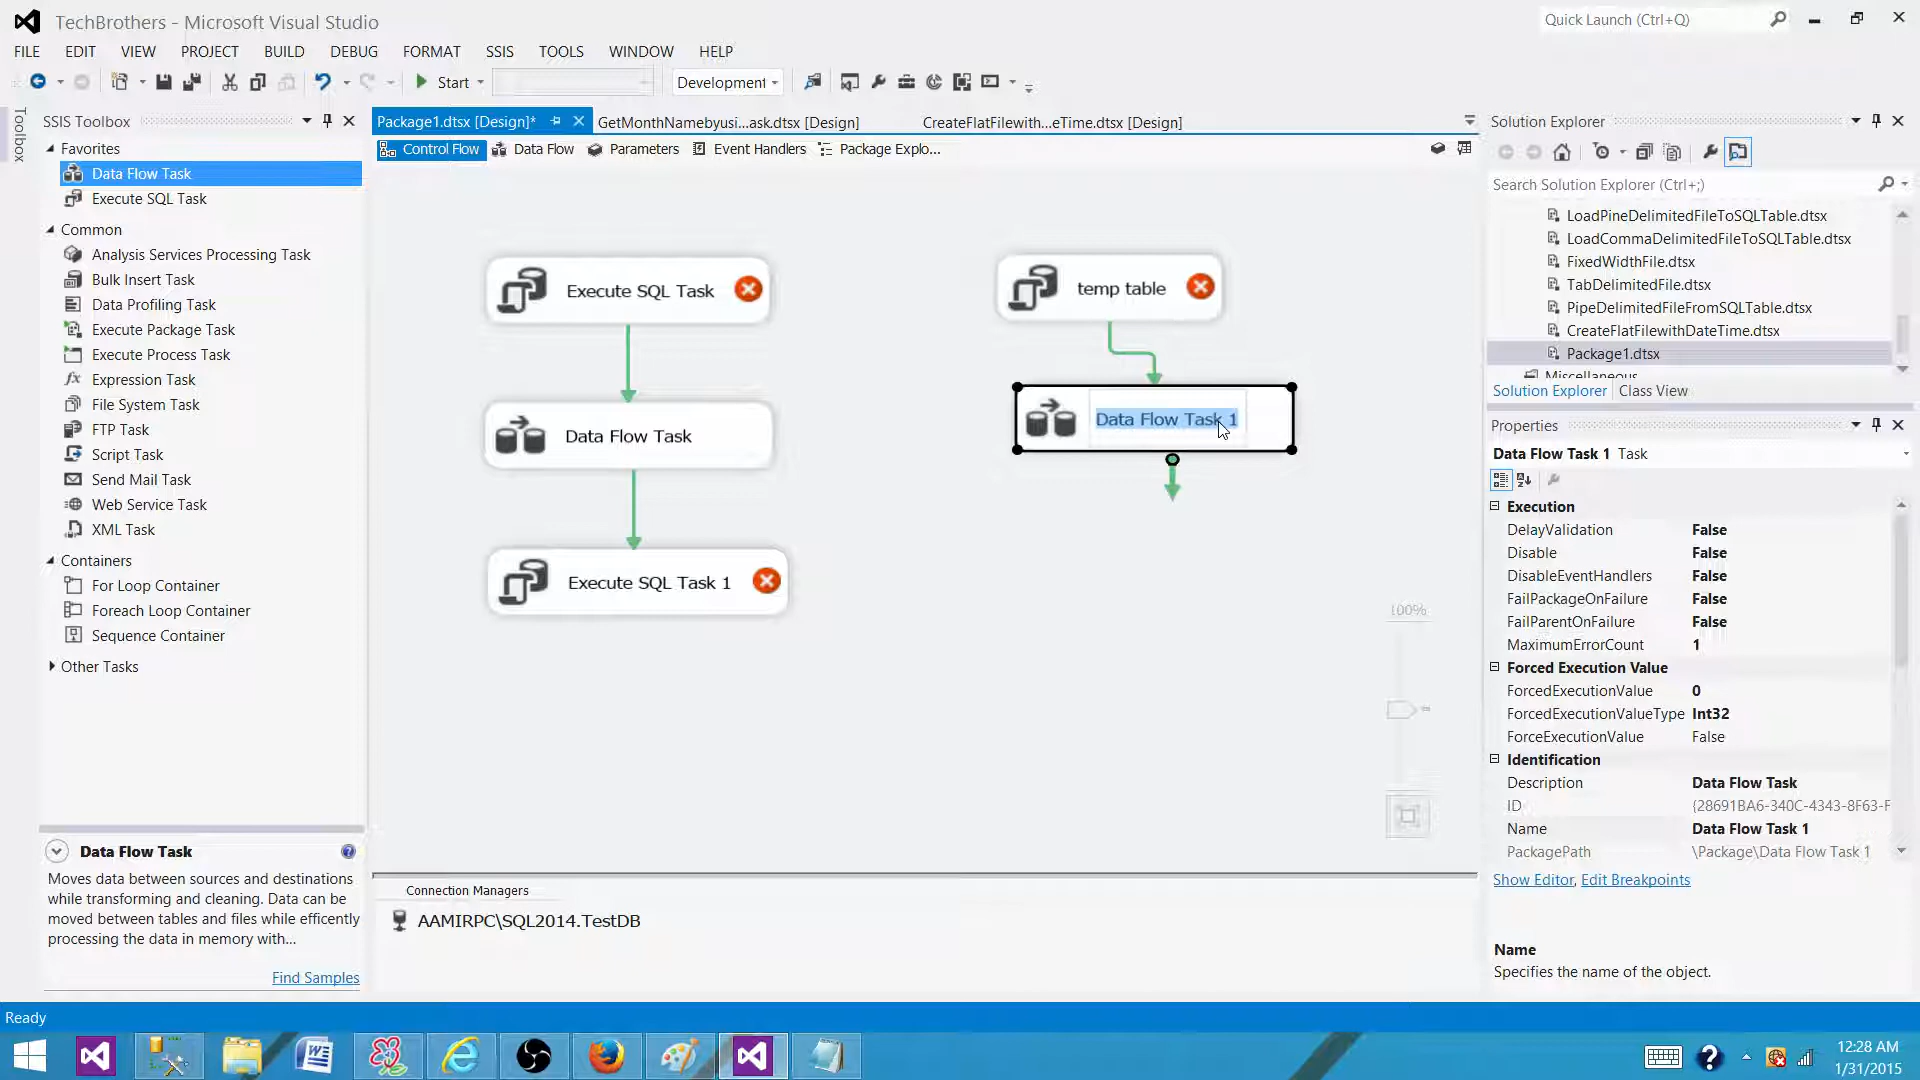 TechBrothers - Microsoft Visual Studio
Quick Launch (Ctrl+Q)
FILE EDIT VIEW PROJECT BUILD DEBUG FORMAT SSIS TOOLS WINDOW HELP
Start
Development
Toolbox
SSIS Toolbox
Favorites
Data Flow Task
Execute SQL Task
Common
Analysis Services Processing Task
Bulk Insert Task
Data Profiling Task
Execute Package Task
Execute Process Task
Expression Task
File System Task
FTP Task
Script Task
Send Mail Task
Web Service Task
XML Task
Containers
For Loop Container
Foreach Loop Container
Sequence Container
Other Tasks
Data Flow Task
Moves data between sources and destinations
while transforming and cleaning. Data can be
moved between tables and files while efficently
processing the data in memory with...
Find Samples
Package1.dtsx [Design]*
GetMonthNamebyusi...ask.dtsx [Design]
CreateFlatFilewith...eTime.dtsx [Design]
Control Flow
Data Flow
Parameters
Event Handlers
Package Explo...
Execute SQL Task
Data Flow Task
Execute SQL Task 1
temp table
Data Flow Task 1
100%
Connection Managers
AAMIRPC\SQL2014.TestDB
Solution Explorer
Search Solution Explorer (Ctrl+;)
LoadPineDelimitedFileToSQLTable.dtsx
LoadCommaDelimitedFileToSQLTable.dtsx
FixedWidthFile.dtsx
TabDelimitedFile.dtsx
PipeDelimitedFileFromSQLTable.dtsx
CreateFlatFilewithDateTime.dtsx
Package1.dtsx
Miscellaneous
Solution Explorer Class View
Properties
Data Flow Task 1 Task
Execution
DelayValidation False
Disable False
DisableEventHandlers False
FailPackageOnFailure False
FailParentOnFailure False
MaximumErrorCount 1
Forced Execution Value
ForcedExecutionValue 0
ForcedExecutionValueType Int32
ForceExecutionValue False
Identification
Description Data Flow Task
ID {28691BA6-340C-4343-8F63-F
Name Data Flow Task 1
PackagePath \Package\Data Flow Task 1
Show Editor, Edit Breakpoints
Name
Specifies the name of the object.
Ready
12:28 AM
1/31/2015